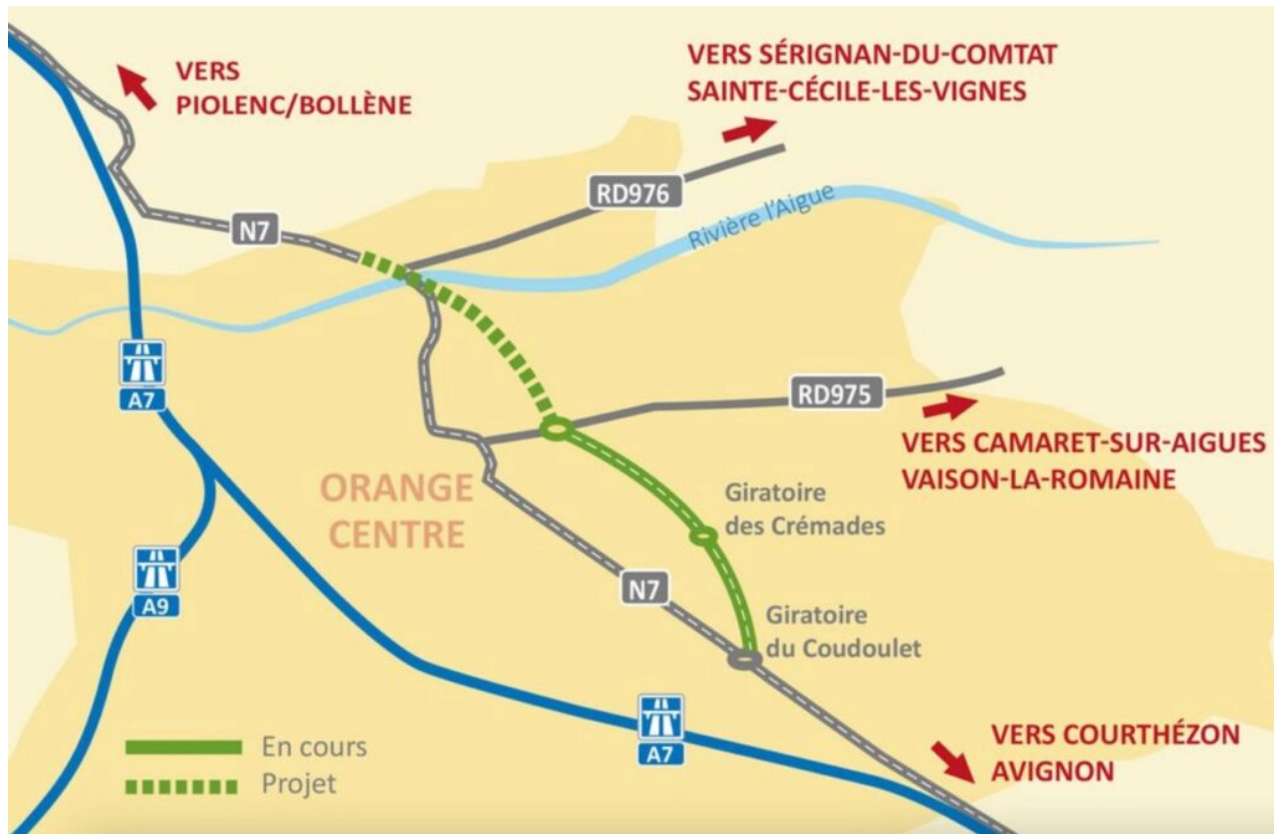 VERS
PIOLENC/BOLLÈNE
VERS SÉRIGNAN-DU-COMTAT
SAINTE-CÉCILE-LES-VIGNES
RD976
N7
Rivière l'Aigue
A7
RD975
VERS CAMARET-SUR-AIGUES
VAISON-LA-ROMAINE
ORANGE
CENTRE
Giratoire
des Crémades
A9
N7
Giratoire
du Coudoulet
A7
VERS COURTHÉZON
AVIGNON
En cours
Projet